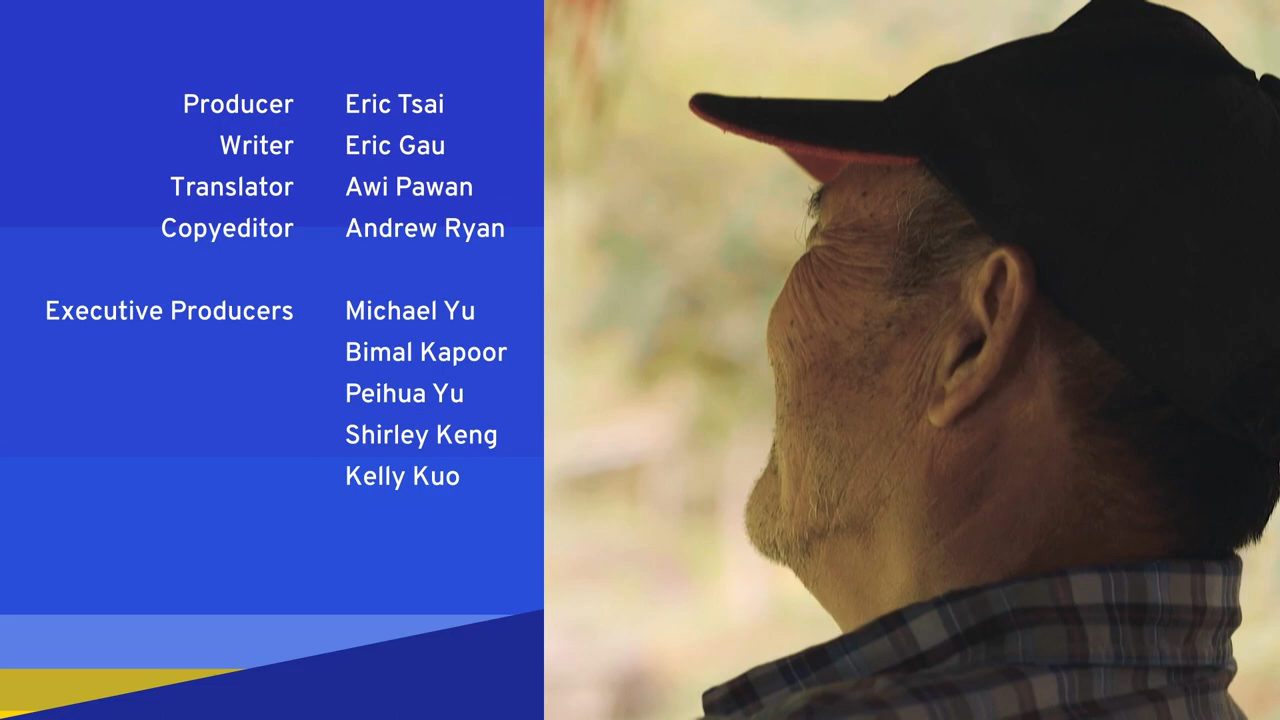 Producer Eric Tsai
Writer Eric Gau
Translator Awi Pawan
Copyeditor Andrew Ryan
Executive Producers Michael Yu
Bimal Kapoor
Peihua Yu
Shirley Keng
Kelly Kuo